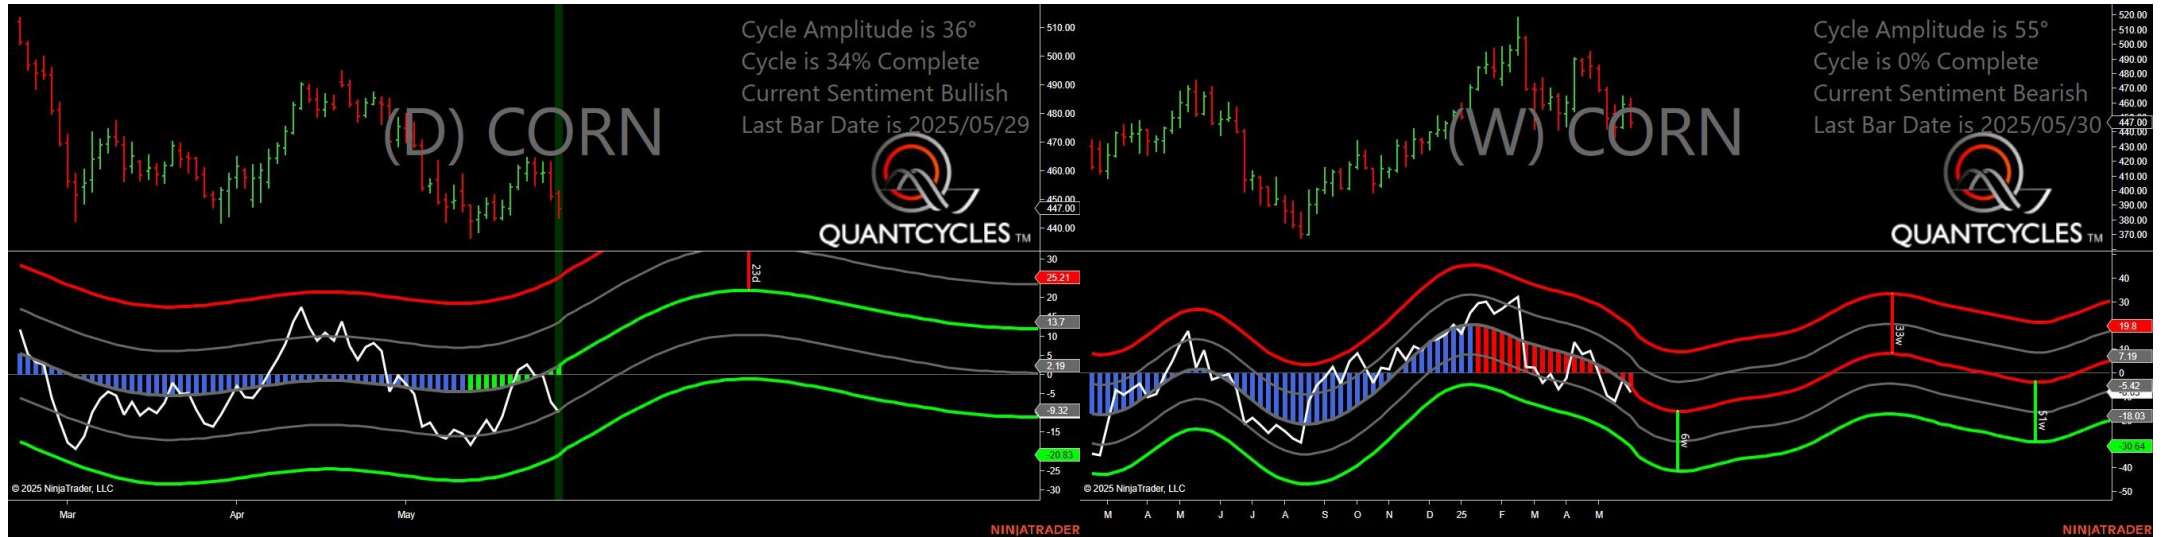 Cycle Amplitude is 36°
Cycle is 34% Complete
Current Sentiment Bullish
Last Bar Date is 2025/05/29
(D) CORN
QUANTCYCLES TM
510.00
500.00
490.00
480.00
470.00
460.00
450.00
447.00
440.00
23d
30
25.21
20
15
13.7
10
5
2.19
0
-5
-9.32
-15
-20.83
-25
-30
© 2025 NinjaTrader, LLC
Mar Apr May
NINJATRADER
Cycle Amplitude is 55°
Cycle is 0% Complete
Current Sentiment Bearish
Last Bar Date is 2025/05/30
(W) CORN
QUANTCYCLES TM
520.00
510.00
500.00
490.00
480.00
470.00
460.00
447.00
440.00
430.00
420.00
410.00
400.00
390.00
380.00
370.00
6w
33w
51w
40
30
19.8
10
7.19
0
-5.42
-18.03
-30.64
-40
-50
© 2025 NinjaTrader, LLC
M A M J J A S O N D 25 F M A M
NINJATRADER